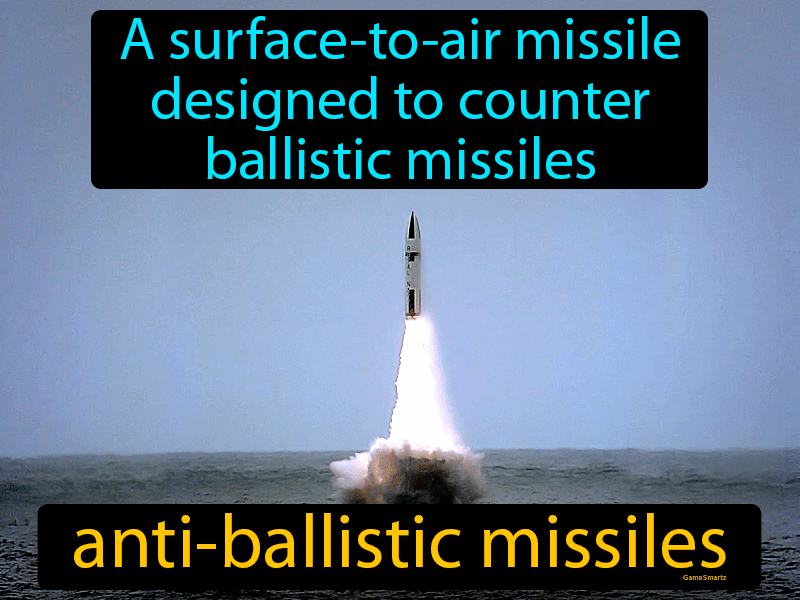 A surface-to-air missile
designed to counter
ballistic missiles
anti-ballistic missiles
GameSmartz